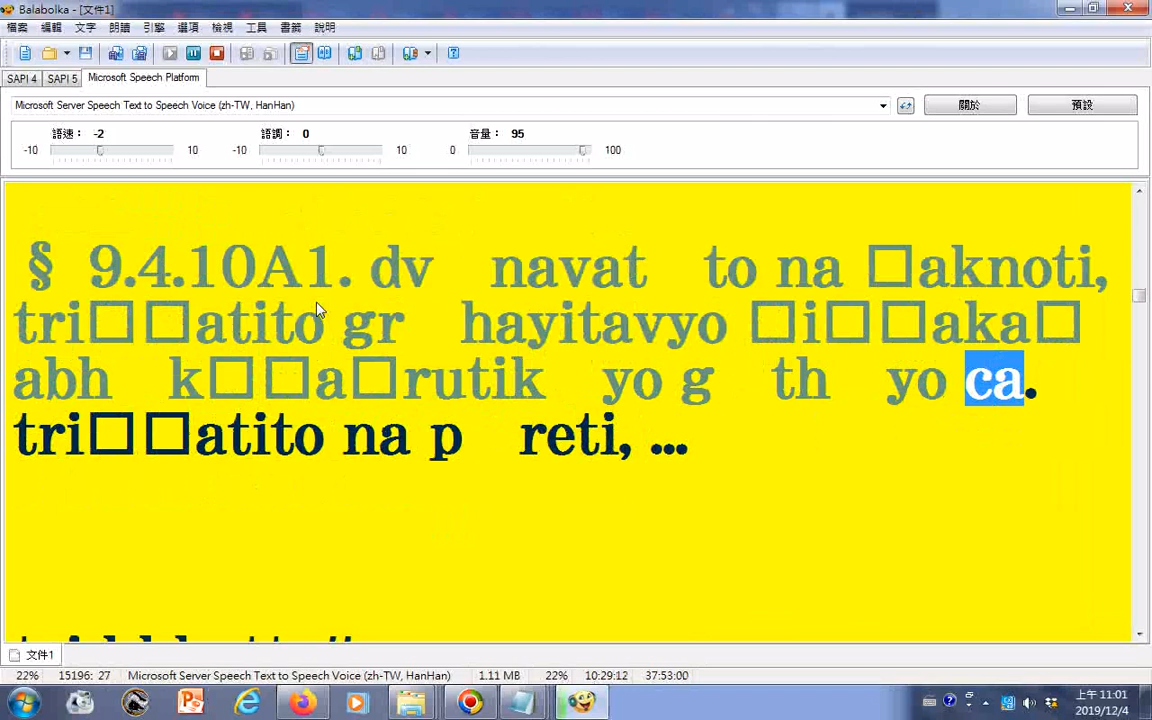 Balabolka - [文件1]
檔案 編輯 文字 朗讀 引擎 選項 檢視 工具 書籤 說明
SAPI 4 SAPI 5 Microsoft Speech Platform
Microsoft Server Speech Text to Speech Voice (zh-TW, HanHan) 關於 預設
語速： -2 語調： 0 音量： 95
-10 10 -10 10 0 100
§ 9.4.10A1. dv navat to na □aknoti,
tri□□atito gr hayitavyo □i□□aka□
abh k□□a□rutik yo g th yo ca.
tri□□atito na p reti, ...
文件1
22% 15196: 27 Microsoft Server Speech Text to Speech Voice (zh-TW, HanHan) 1.11 MB 22% 10:29:12 37:53:00
上午 11:01
2019/12/4